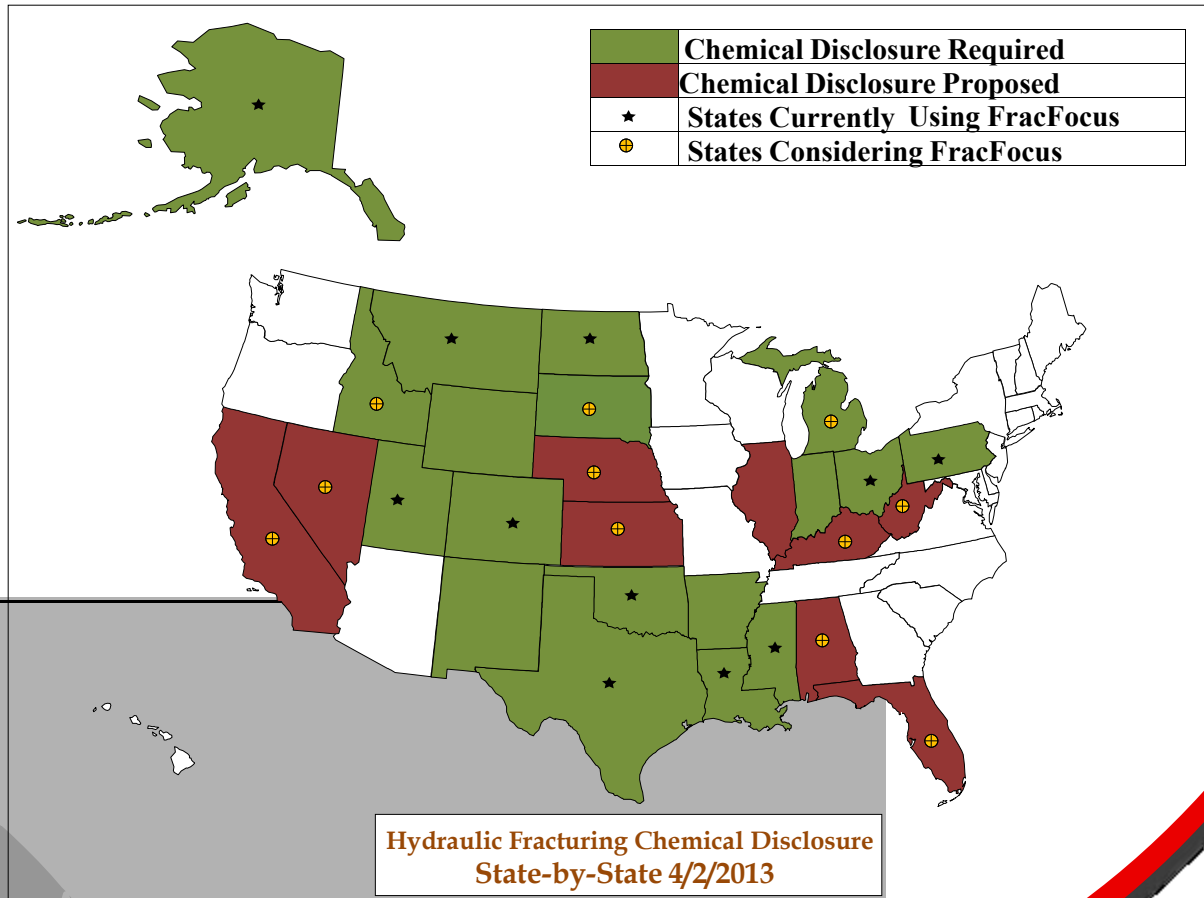 Chemical Disclosure Required
Chemical Disclosure Proposed
States Currently Using FracFocus
States Considering FracFocus
Hydraulic Fracturing Chemical Disclosure
State-by-State 4/2/2013